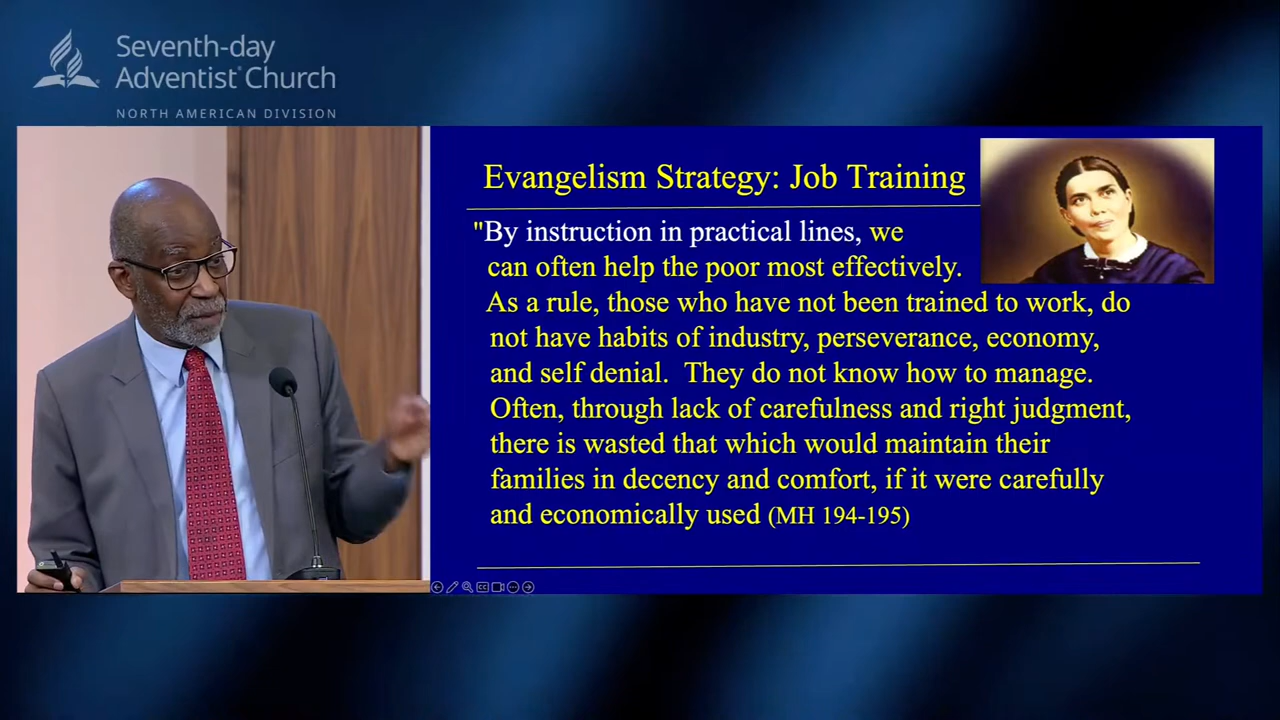 Seventh-day
Adventist® Church
NORTH AMERICAN DIVISION
Evangelism Strategy: Job Training
"By instruction in practical lines, we
can often help the poor most effectively.
As a rule, those who have not been trained to work, do
not have habits of industry, perseverance, economy,
and self denial. They do not know how to manage.
Often, through lack of carefulness and right judgment,
there is wasted that which would maintain their
families in decency and comfort, if it were carefully
and economically used (MH 194-195)